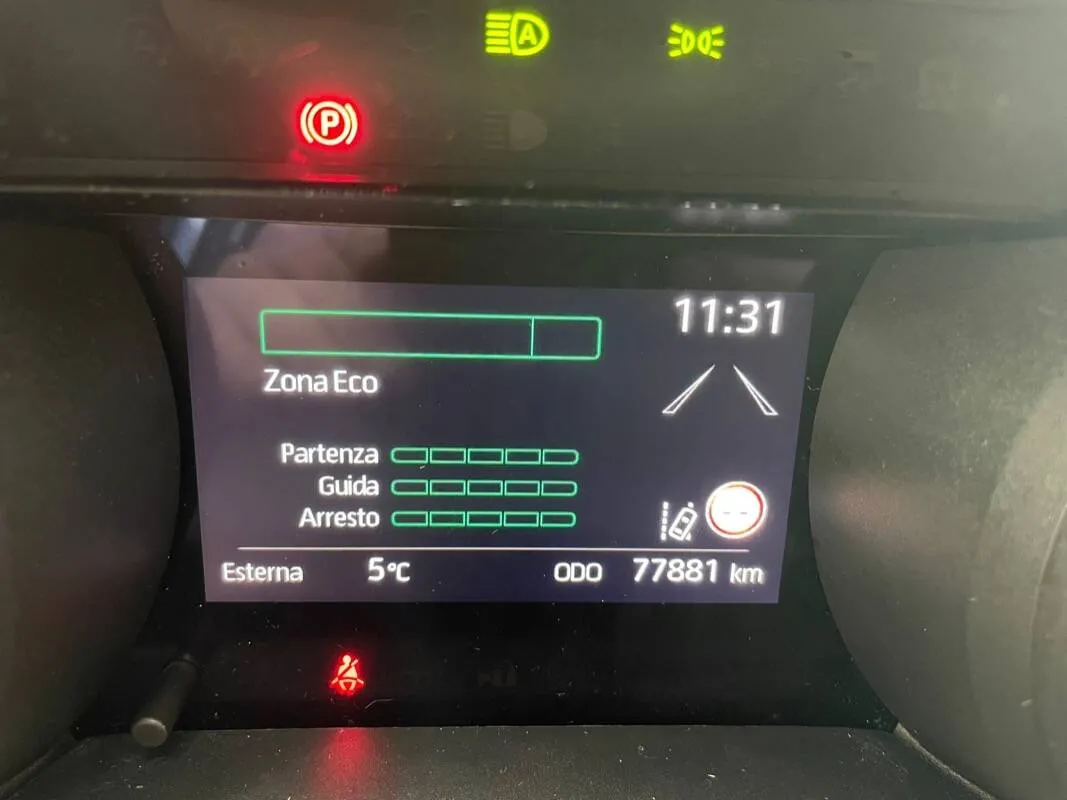 A
P
11:31
Zona Eco
Partenza
Guida
Arresto
--
Esterna 5°C ODO 77881 km